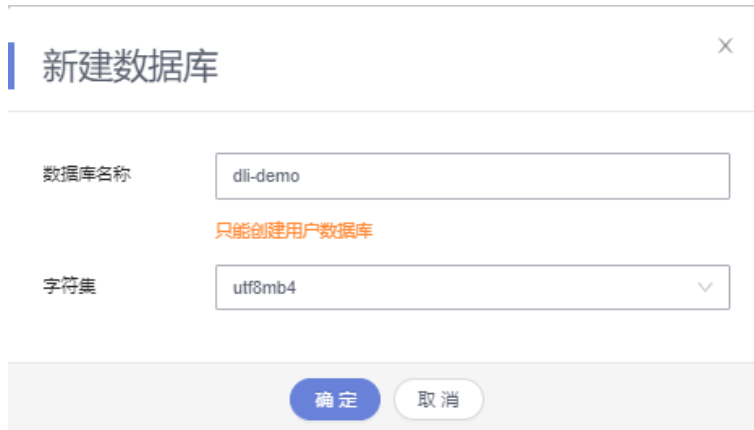 新建数据库
数据库名称
dli-demo
只能创建用户数据库
字符集
utf8mb4
确定
取消